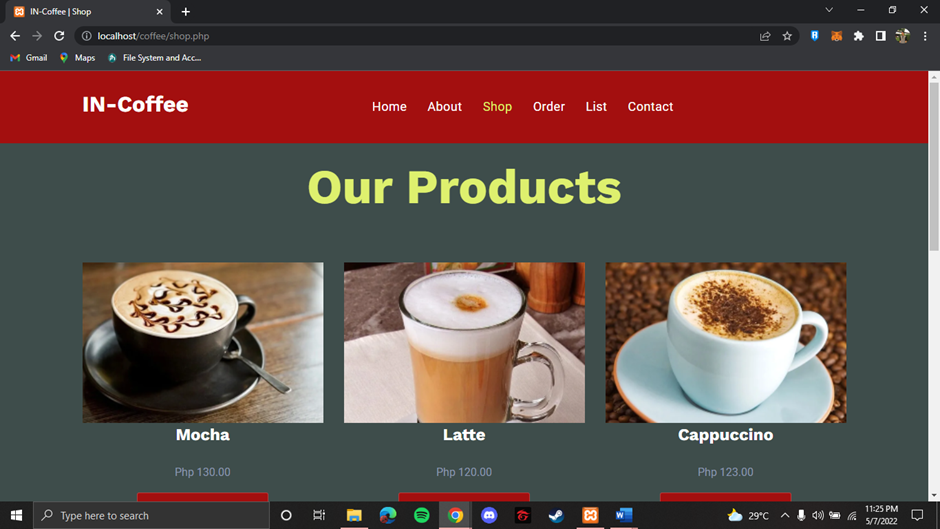 IN-Coffee | Shop
localhost/coffee/shop.php
Gmail Maps File System and Acc...
IN-Coffee
Home About Shop Order List Contact
Our Products
Mocha Latte Cappuccino
Php 130.00 Php 120.00 Php 123.00
Type here to search
29°C
11:25 PM
5/7/2022